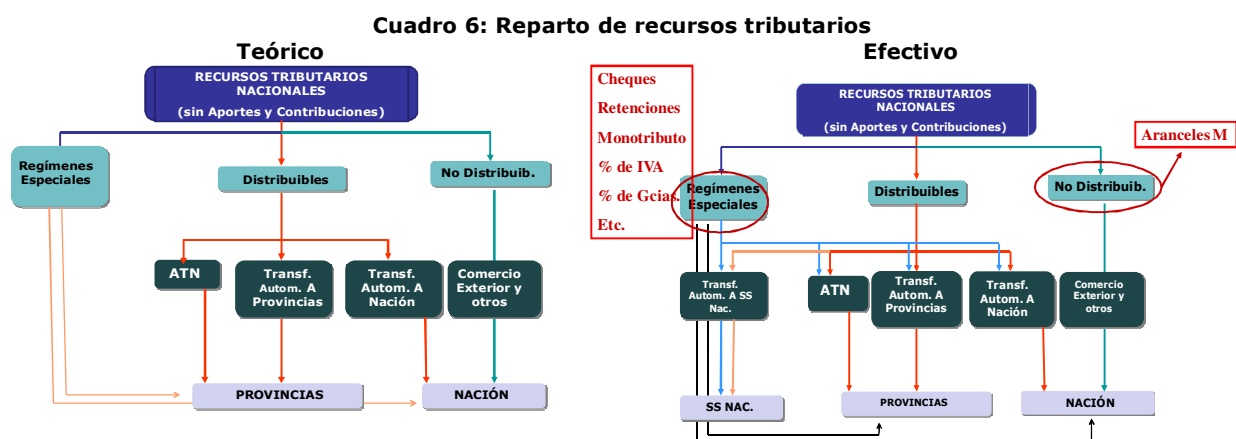 Cuadro 6: Reparto de recursos tributarios
Teórico
RECURSOS TRIBUTARIOS
NACIONALES
(sin Aportes y Contribuciones)
Regímenes
Especiales
Distribuibles
No Distribuib.
ATN
Transf.
Autom. A
Provincias
Transf.
Autom. A
Nación
Comercio
Exterior y
otros
PROVINCIAS
NACIÓN
Efectivo
Cheques
Retenciones
Monotributo
% de IVA
% de Gcias.
Etc.
RECURSOS TRIBUTARIOS
NACIONALES
(sin Aportes y Contribuciones)
Aranceles M
Regímenes
Especiales
Distribuibles
No Distribuib.
Transf.
Autom. A SS
Nac.
ATN
Transf.
Autom. A
Provincias
Transf.
Autom. A
Nación
Comercio
Exterior y
otros
SS NAC.
PROVINCIAS
NACIÓN